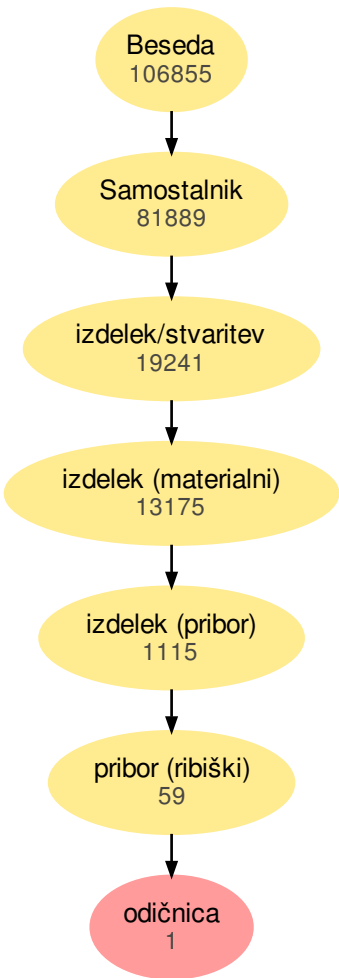 Beseda
106855
Samostalnik
81889
izdelek/stvaritev
19241
izdelek (materialni)
13175
izdelek (pribor)
1115
pribor (ribiški)
59
odičnica
1